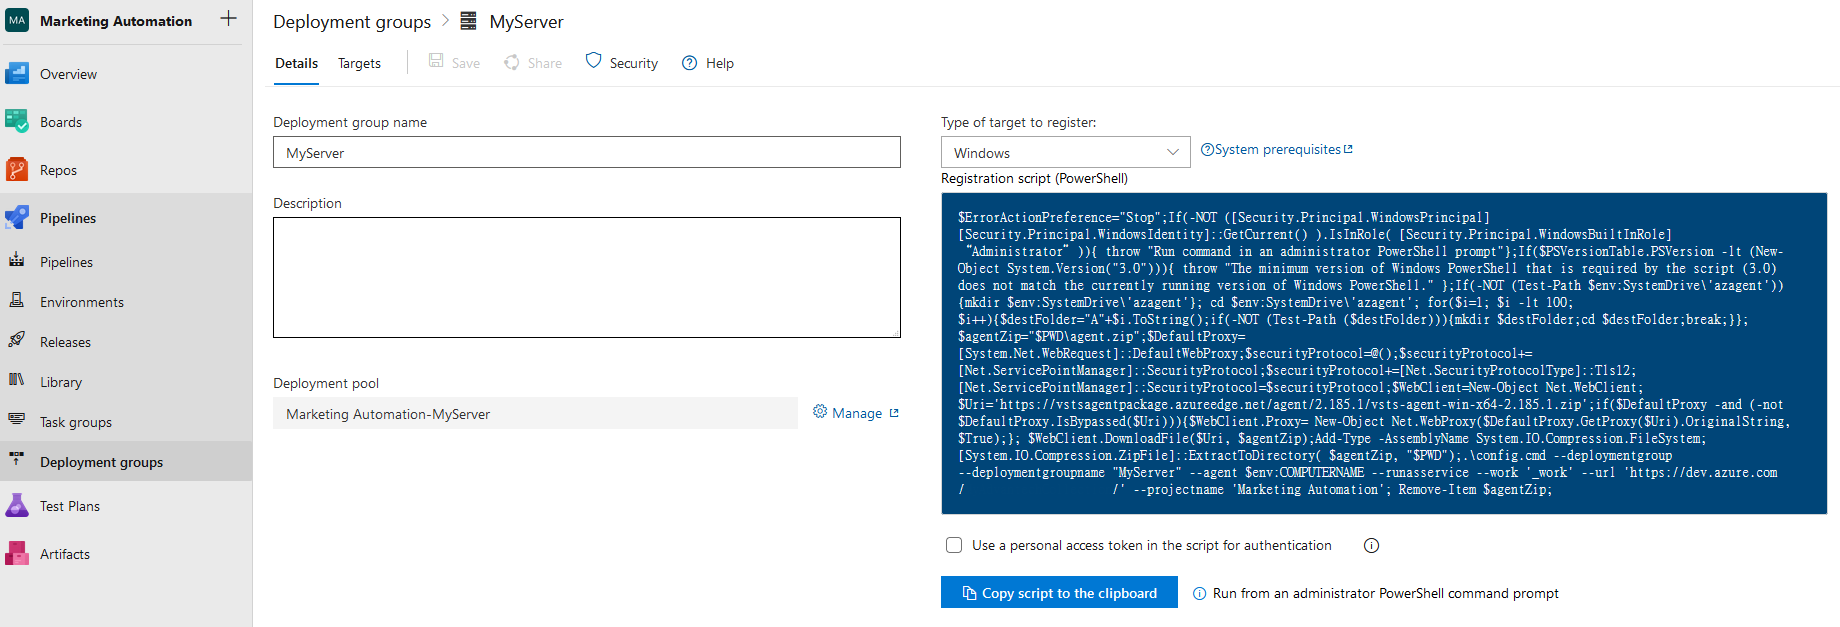 MA Marketing Automation
Overview
Boards
Repos
Pipelines
Pipelines
Environments
Releases
Library
Task groups
Deployment groups
Test Plans
Artifacts
Deployment groups > MyServer
Details Targets Save Share Security Help
Deployment group name
MyServer
Description
Deployment pool
Marketing Automation-MyServer Manage
Type of target to register:
Windows System prerequisites
Registration script (PowerShell)
$ErrorActionPreference="Stop";If(-NOT ([Security.Principal.WindowsPrincipal]
[Security.Principal.WindowsIdentity]::GetCurrent() ).IsInRole( [Security.Principal.WindowsBuiltInRole]
“Administrator” )){ throw "Run command in an administrator PowerShell prompt"};If($PSVersionTable.PSVersion -lt (New-
Object System.Version("3.0"))){ throw "The minimum version of Windows PowerShell that is required by the script (3.0)
does not match the currently running version of Windows PowerShell." };If(-NOT (Test-Path $env:SystemDrive\'azagent'))
{mkdir $env:SystemDrive\'azagent'}; cd $env:SystemDrive\'azagent'; for($i=1; $i -lt 100;
$i++){$destFolder="A"+$i.ToString();if(-NOT (Test-Path ($destFolder))){mkdir $destFolder;cd $destFolder;break;}};
$agentZip="$PWD\agent.zip";$DefaultProxy=
[System.Net.WebRequest]::DefaultWebProxy;$securityProtocol=@();$securityProtocol+=
[Net.ServicePointManager]::SecurityProtocol;$securityProtocol+=[Net.SecurityProtocolType]::Tls12;
[Net.ServicePointManager]::SecurityProtocol=$securityProtocol;$WebClient=New-Object Net.WebClient;
$Uri='https://vstsagentpackage.azureedge.net/agent/2.185.1/vsts-agent-win-x64-2.185.1.zip';if($DefaultProxy -and (-not
$DefaultProxy.IsBypassed($Uri))){$WebClient.Proxy= New-Object Net.WebProxy($DefaultProxy.GetProxy($Uri).OriginalString,
$True);}; $WebClient.DownloadFile($Uri, $agentZip);Add-Type -AssemblyName System.IO.Compression.FileSystem;
[System.IO.Compression.ZipFile]::ExtractToDirectory( $agentZip, "$PWD");.\config.cmd --deploymentgroup
--deploymentgroupname "MyServer" --agent $env:COMPUTERNAME --runasservice --work '_work' --url 'https://dev.azure.com
/ /' --projectname 'Marketing Automation'; Remove-Item $agentZip;
Use a personal access token in the script for authentication
Copy script to the clipboard Run from an administrator PowerShell command prompt